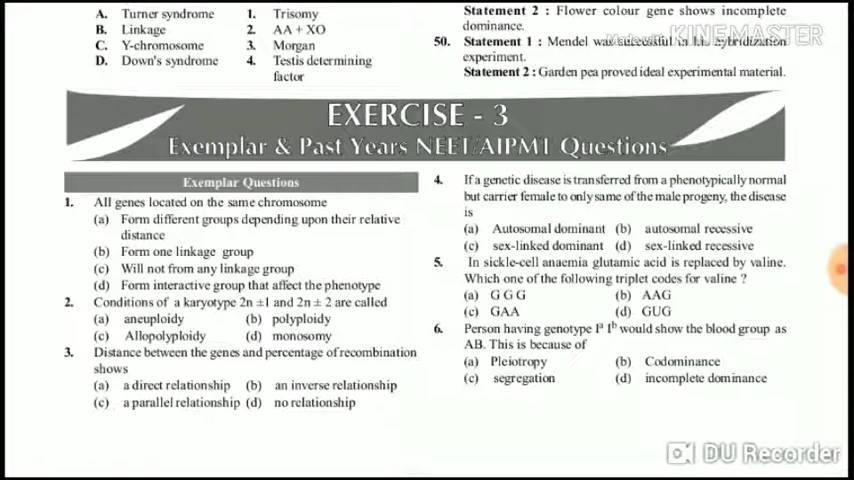 A. Turner syndrome 1. Trisomy
B. Linkage 2. AA + XO
C. Y-chromosome 3. Morgan
D. Down's syndrome 4. Testis determining
factor
Statement 2 : Flower colour gene shows incomplete
dominance.
Made with KINEMASTER
50. Statement 1 : Mendel was successful in his hybridization
experiment.
Statement 2 : Garden pea proved ideal experimental material.
EXERCISE - 3
Exemplar & Past Years NEET/AIPMT Questions
Exemplar Questions
1. All genes located on the same chromosome
(a) Form different groups depending upon their relative
distance
(b) Form one linkage group
(c) Will not from any linkage group
(d) Form interactive group that affect the phenotype
2. Conditions of a karyotype 2n ±1 and 2n ± 2 are called
(a) aneuploidy (b) polyploidy
(c) Allopolyploidy (d) monosomy
3. Distance between the genes and percentage of recombination
shows
(a) a direct relationship (b) an inverse relationship
(c) a parallel relationship (d) no relationship
4. If a genetic disease is transferred from a phenotypically normal
but carrier female to only same of the male progeny, the disease
is
(a) Autosomal dominant (b) autosomal recessive
(c) sex-linked dominant (d) sex-linked recessive
5. In sickle-cell anaemia glutamic acid is replaced by valine.
Which one of the following triplet codes for valine ?
(a) G G G (b) AAG
(c) GAA (d) GUG
6. Person having genotype Iᵃ Iᵇ would show the blood group as
AB. This is because of
(a) Pleiotropy (b) Codominance
(c) segregation (d) incomplete dominance
DU Recorder